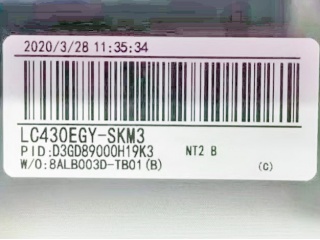 2020/3/28 11:35:34
LC430EGY-SKM3
PID:D3GD89000H19K3 NT2 B
W/O:8ALB003D-TB01(B) (C)